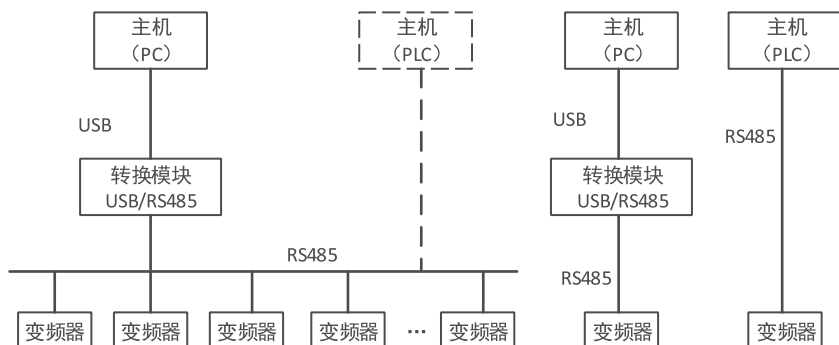 主机
（PC）
主机
（PLC）
主机
（PC）
主机
（PLC）
USB
USB
RS485
转换模块
USB/RS485
转换模块
USB/RS485
RS485
RS485
变频器
变频器
变频器
变频器
...
变频器
变频器
变频器